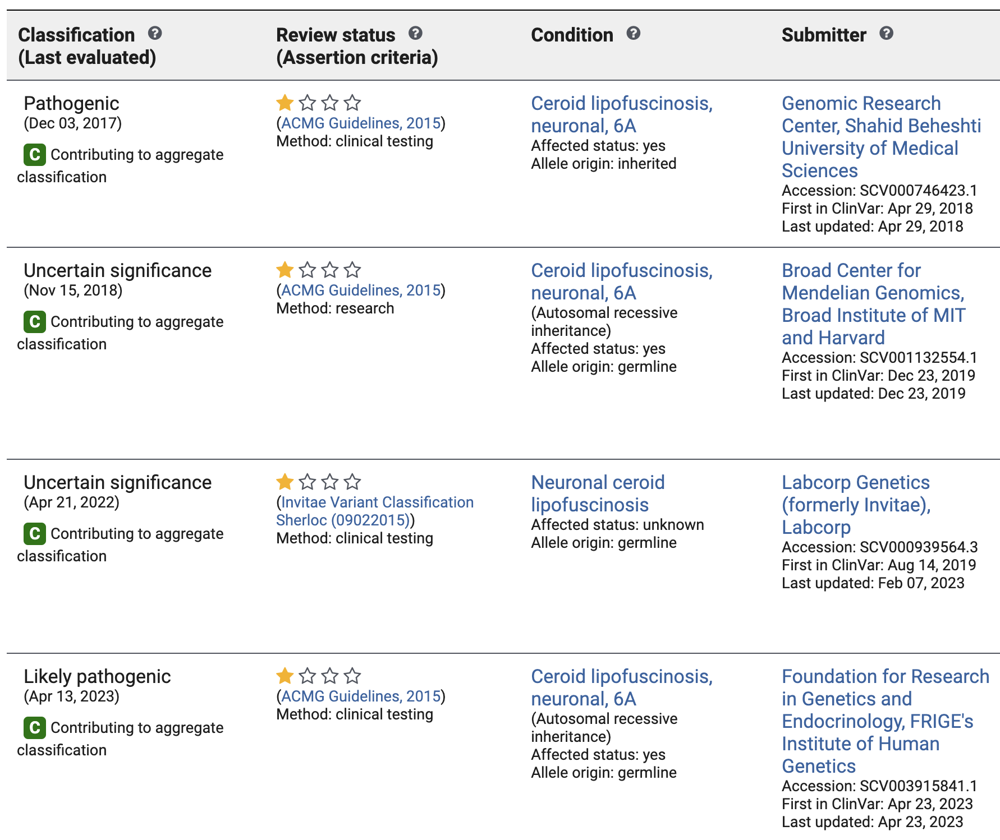 Classification ?
(Last evaluated)
Review status ?
(Assertion criteria)
Condition ?
Submitter ?
Pathogenic
(Dec 03, 2017)
C Contributing to aggregate
classification
(ACMG Guidelines, 2015)
Method: clinical testing
Ceroid lipofuscinosis,
neuronal, 6A
Affected status: yes
Allele origin: inherited
Genomic Research
Center, Shahid Beheshti
University of Medical
Sciences
Accession: SCV000746423.1
First in ClinVar: Apr 29, 2018
Last updated: Apr 29, 2018
Uncertain significance
(Nov 15, 2018)
C Contributing to aggregate
classification
(ACMG Guidelines, 2015)
Method: research
Ceroid lipofuscinosis,
neuronal, 6A
(Autosomal recessive
inheritance)
Affected status: yes
Allele origin: germline
Broad Center for
Mendelian Genomics,
Broad Institute of MIT
and Harvard
Accession: SCV001132554.1
First in ClinVar: Dec 23, 2019
Last updated: Dec 23, 2019
Uncertain significance
(Apr 21, 2022)
C Contributing to aggregate
classification
(Invitae Variant Classification
Sherloc (09022015))
Method: clinical testing
Neuronal ceroid
lipofuscinosis
Affected status: unknown
Allele origin: germline
Labcorp Genetics
(formerly Invitae),
Labcorp
Accession: SCV000939564.3
First in ClinVar: Aug 14, 2019
Last updated: Feb 07, 2023
Likely pathogenic
(Apr 13, 2023)
C Contributing to aggregate
classification
(ACMG Guidelines, 2015)
Method: clinical testing
Ceroid lipofuscinosis,
neuronal, 6A
(Autosomal recessive
inheritance)
Affected status: yes
Allele origin: germline
Foundation for Research
in Genetics and
Endocrinology, FRIGE's
Institute of Human
Genetics
Accession: SCV003915841.1
First in ClinVar: Apr 23, 2023
Last updated: Apr 23, 2023